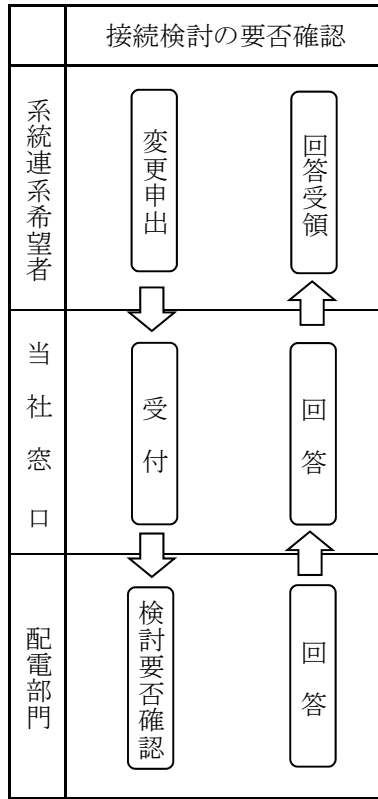 接続検討の要否確認
系統連系希望者
変更申出
回答受領
当社窓口
受付
回答
配電部門
検討要否確認
回答